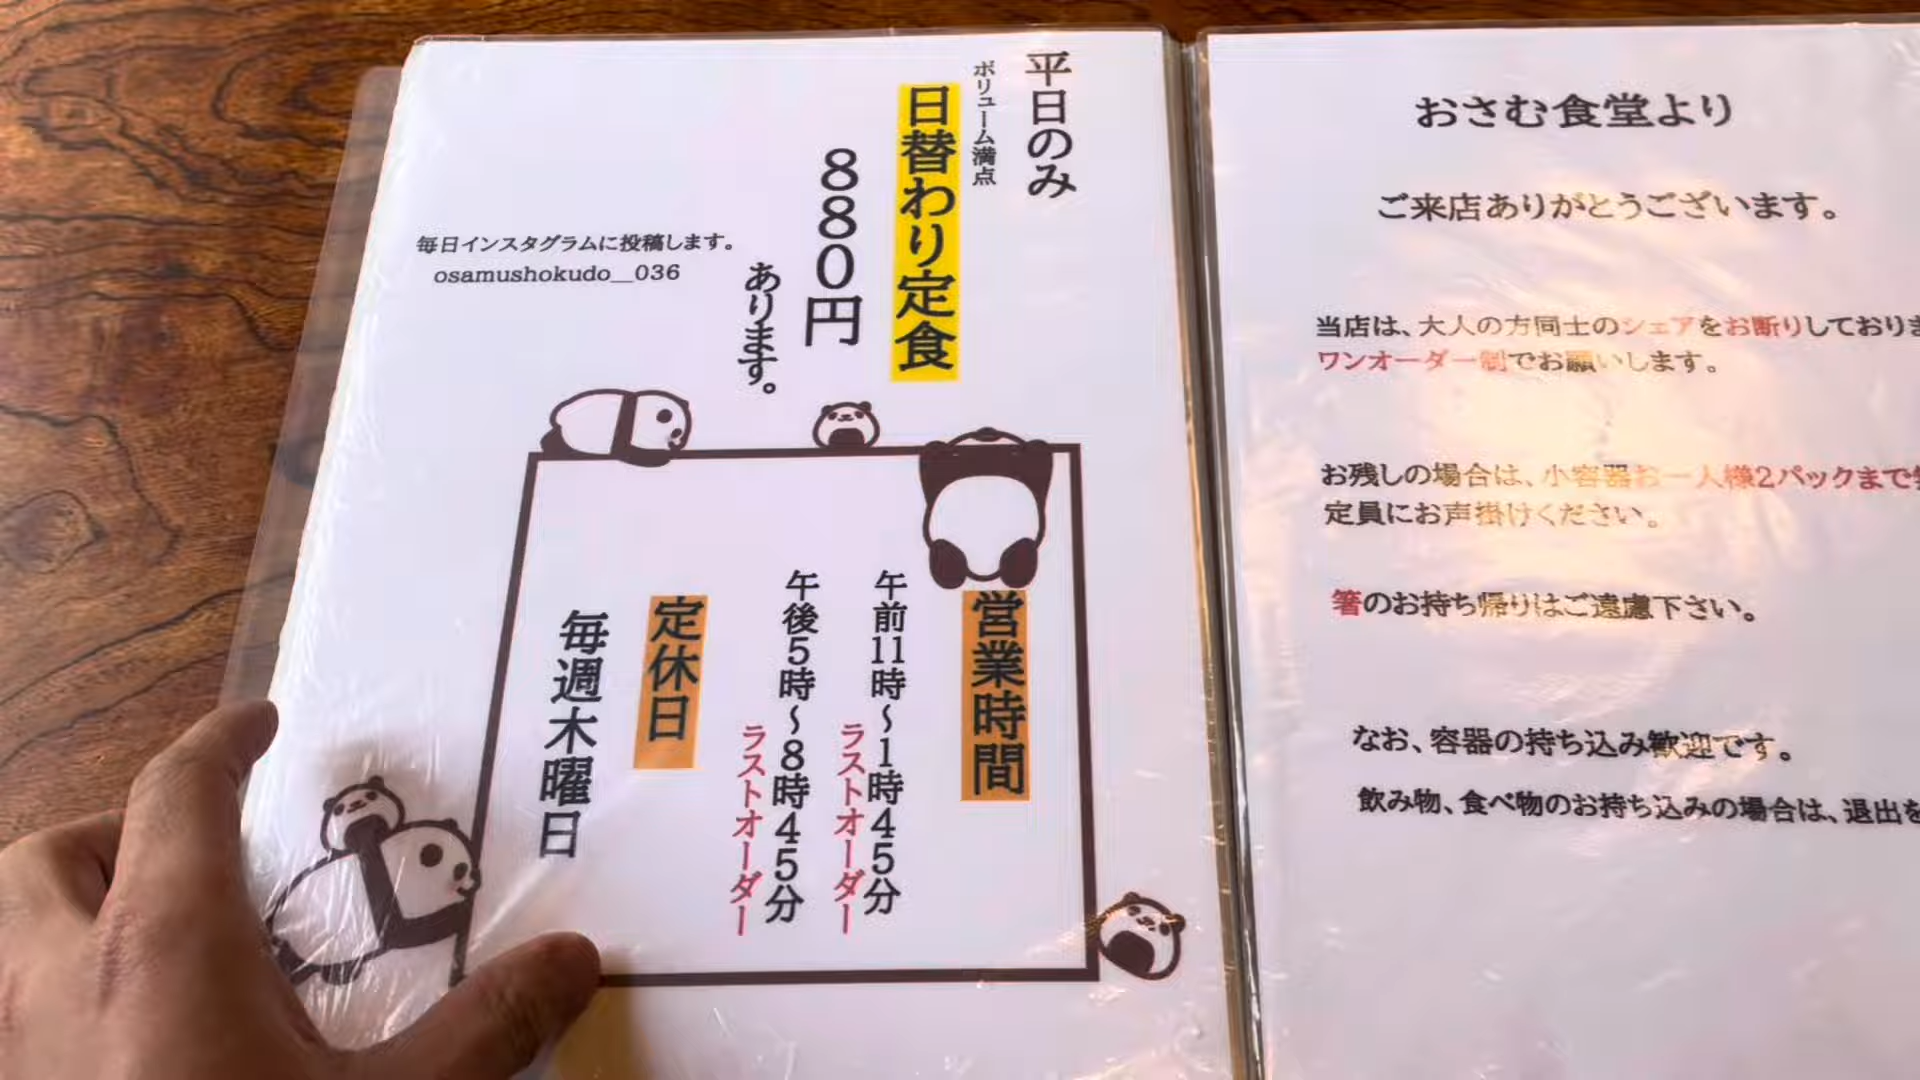 平日のみ
ボリューム満点
日替わり定食
880円
あります。
毎日インスタグラムに投稿します。
osamushokudo__036
営業時間
午前11時～1時45分
ラストオーダー
午後5時～8時45分
ラストオーダー
定休日
毎週木曜日
おさむ食堂より
ご来店ありがとうございます。
当店は、大人の方同士のシェアをお断りしており
ワンオーダー制でお願いします。
お残しの場合は、小容器お一人様2パックまで
定員にお声掛けください。
箸のお持ち帰りはご遠慮下さい。
なお、容器の持ち込み歓迎です。
飲み物、食べ物のお持ち込みの場合は、退出を